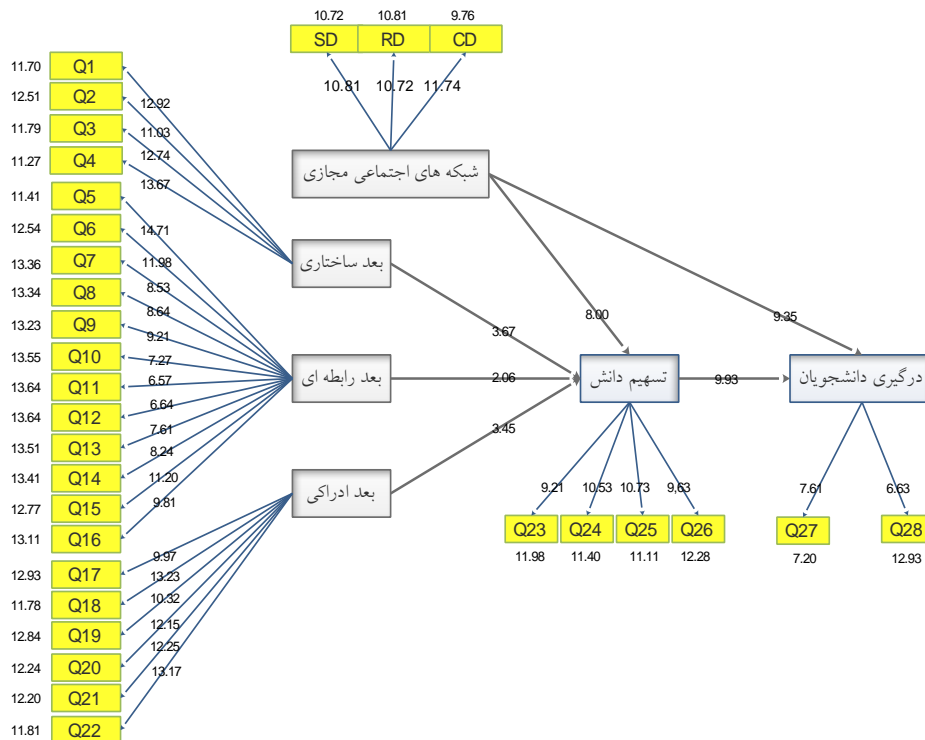 10.72 10.81 9.76
SD RD CD
10.81 10.72 11.74
11.70 Q1
12.51 Q2
11.79 Q3
11.27 Q4
11.41 Q5
12.54 Q6
13.36 Q7
13.34 Q8
13.23 Q9
13.55 Q10
13.64 Q11
13.64 Q12
13.51 Q13
13.41 Q14
12.77 Q15
13.11 Q16
12.93 Q17
11.78 Q18
12.84 Q19
12.24 Q20
12.20 Q21
11.81 Q22
12.92
11.03
12.74
13.67
14.71
11.98
8.53
8.64
9.21
7.27
6.57
6.64
7.61
8.24
11.20
9.81
9.97
13.23
10.32
12.15
12.25
13.17
شبکه های اجتماعی مجازی
بعد ساختاری
بعد رابطه ای
بعد ادراکی
8.00
9.35
3.67
2.06
3.45
تسهیم دانش
9.93
درگیری دانشجویان
9.21 10.53 10.73 9.63
Q23 Q24 Q25 Q26
11.98 11.40 11.11 12.28
7.61 6.63
Q27 Q28
7.20 12.93